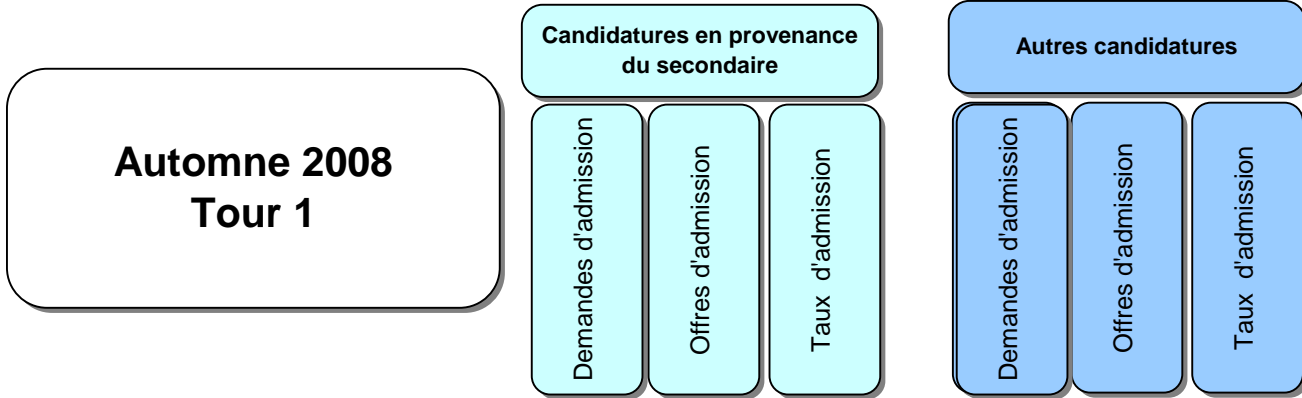 Automne 2008
Tour 1
Candidatures en provenance
du secondaire
Demandes d'admission
Offres d'admission
Taux d'admission
Autres candidatures
Demandes d'admission
Offres d'admission
Taux d'admission